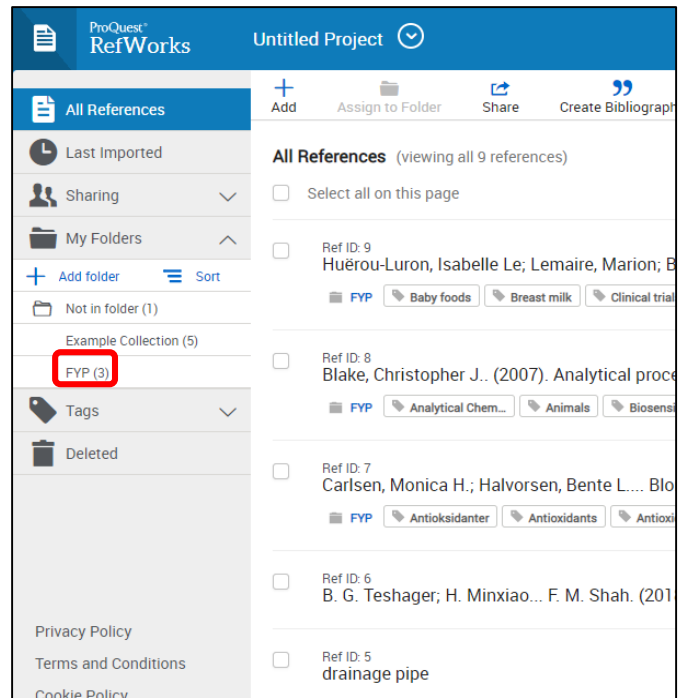 ProQuest®
RefWorks
Untitled Project
All References
Last Imported
Sharing
My Folders
Add folder
Sort
Not in folder (1)
Example Collection (5)
FYP (3)
Tags
Deleted
Privacy Policy
Terms and Conditions
Cookie Policy
Add
Assign to Folder
Share
Create Bibliograph
All References (viewing all 9 references)
Select all on this page
Ref ID: 9
Huërou-Luron, Isabelle Le; Lemaire, Marion; B
FYP Baby foods Breast milk Clinical trial
Ref ID: 8
Blake, Christopher J.. (2007). Analytical proce
FYP Analytical Chem... Animals Biosensi
Ref ID: 7
Carlsen, Monica H.; Halvorsen, Bente L.... Blo
FYP Antioksidanter Antioxidants Antioxi
Ref ID: 6
B. G. Teshager; H. Minxiao... F. M. Shah. (201
Ref ID: 5
drainage pipe